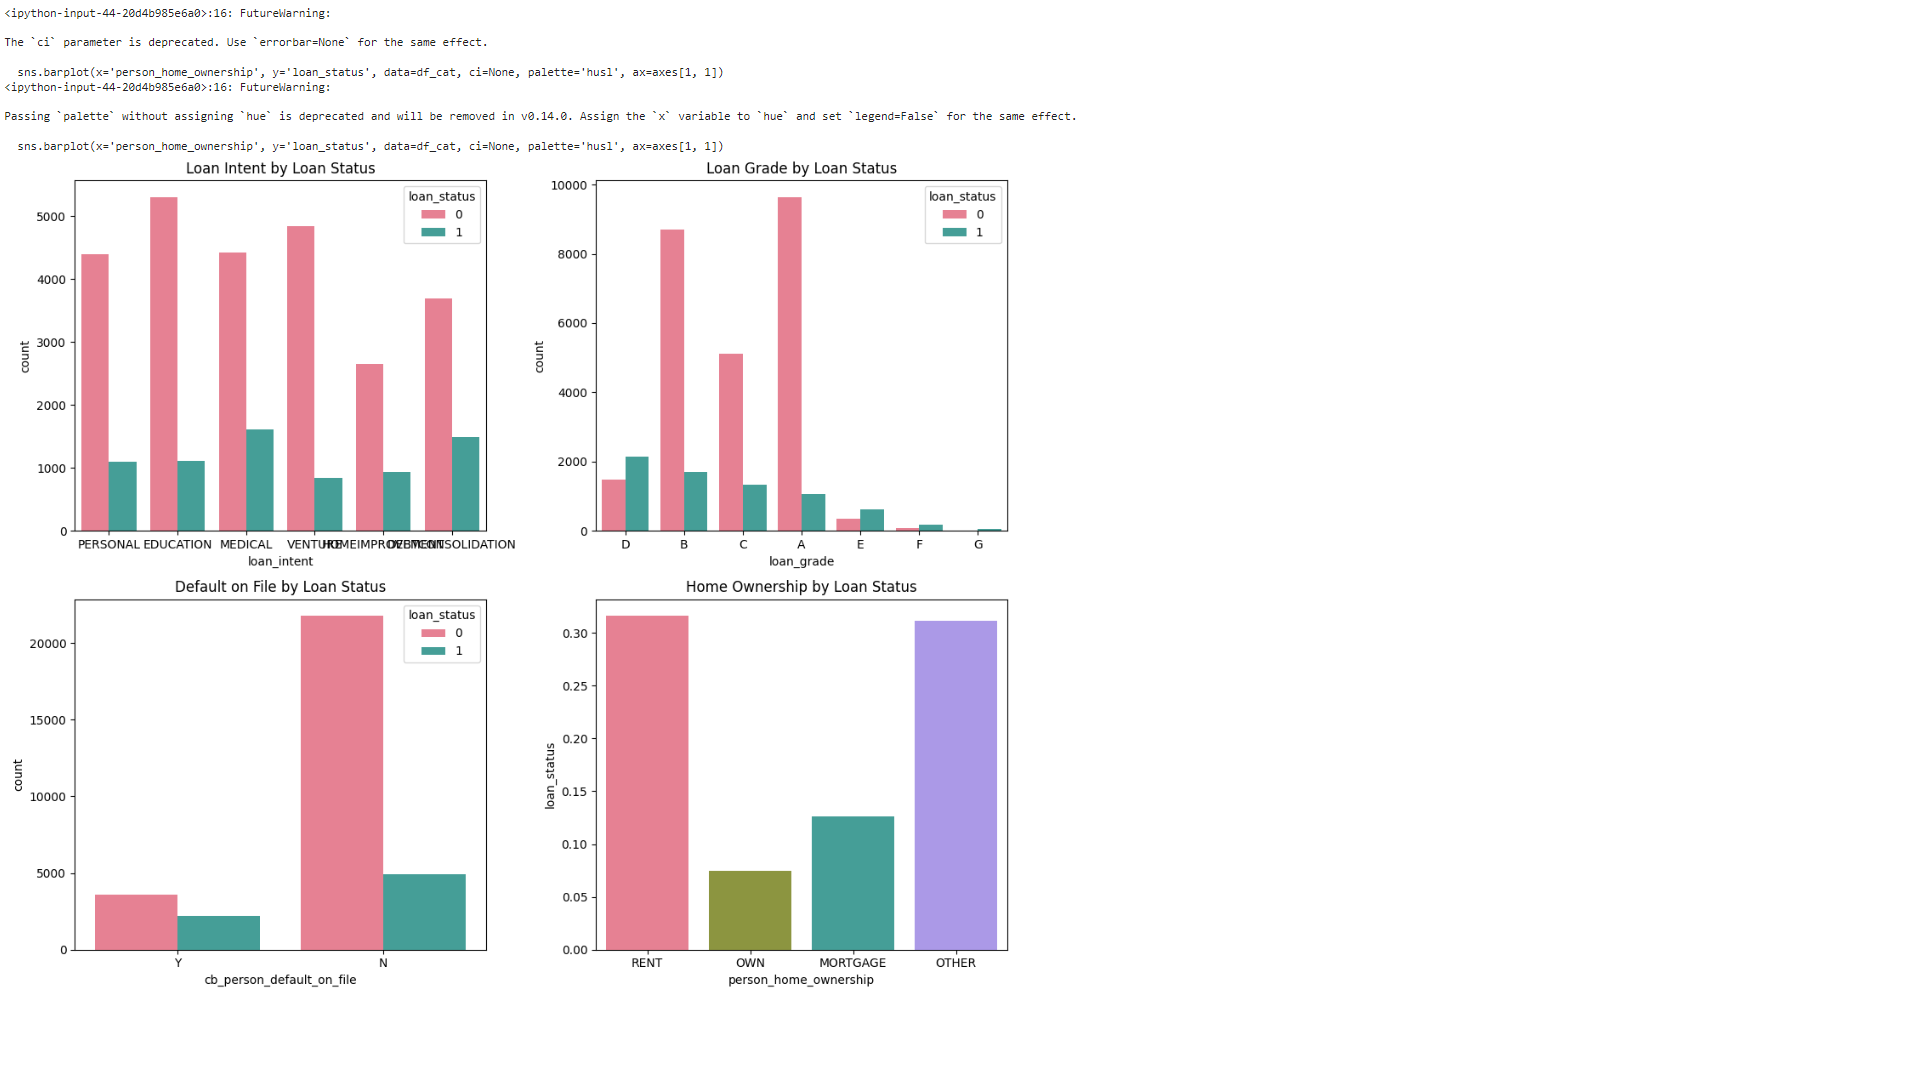 <ipython-input-44-20d4b985e6a0>:16: FutureWarning:
The `ci` parameter is deprecated. Use `errorbar=None` for the same effect.
sns.barplot(x='person_home_ownership', y='loan_status', data=df_cat, ci=None, palette='husl', ax=axes[1, 1])
<ipython-input-44-20d4b985e6a0>:16: FutureWarning:
Passing `palette` without assigning `hue` is deprecated and will be removed in v0.14.0. Assign the `x` variable to `hue` and set `legend=False` for the same effect.
sns.barplot(x='person_home_ownership', y='loan_status', data=df_cat, ci=None, palette='husl', ax=axes[1, 1])
Loan Intent by Loan Status
loan_status
0
1
5000
4000
3000
2000
1000
0
count
PERSONAL EDUCATION MEDICAL VENTURE HOMEIMPROVEMENT DEBTCONSOLIDATION
loan_intent
Loan Grade by Loan Status
loan_status
0
1
10000
8000
6000
4000
2000
0
count
D B C A E F G
loan_grade
Default on File by Loan Status
loan_status
0
1
20000
15000
10000
5000
0
count
Y N
cb_person_default_on_file
Home Ownership by Loan Status
0.30
0.25
0.20
0.15
0.10
0.05
0.00
loan_status
RENT OWN MORTGAGE OTHER
person_home_ownership